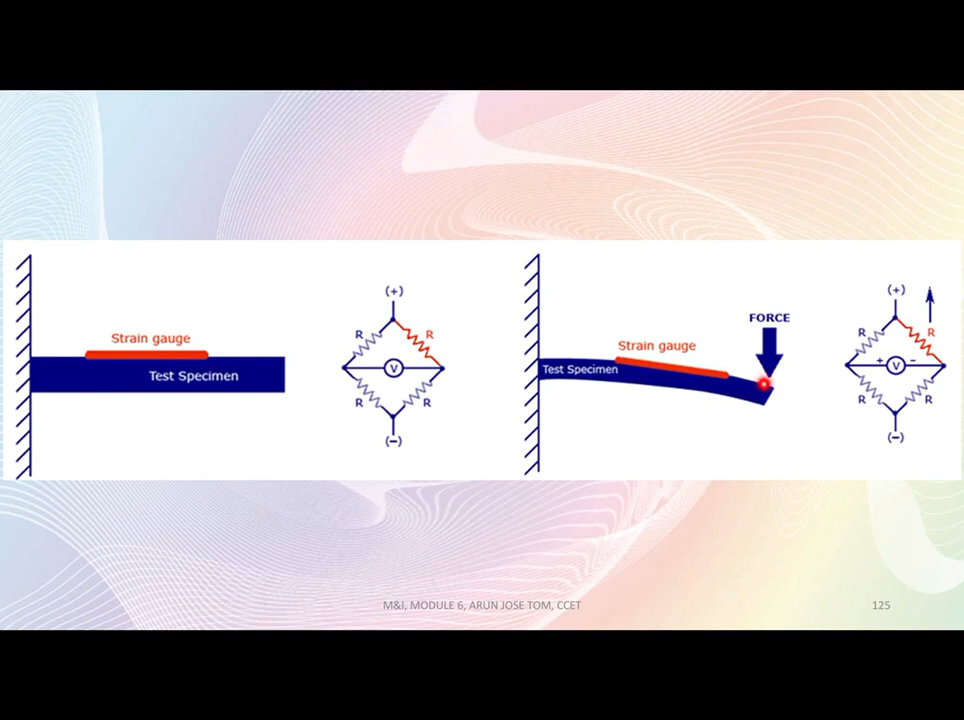 Strain gauge
Test Specimen
(+)
R
R
V
R
R
(−)
FORCE
Strain gauge
Test Specimen
(+)
R
R
+ V −
R
R
(−)
M&I, MODULE 6, ARUN JOSE TOM, CCET
125